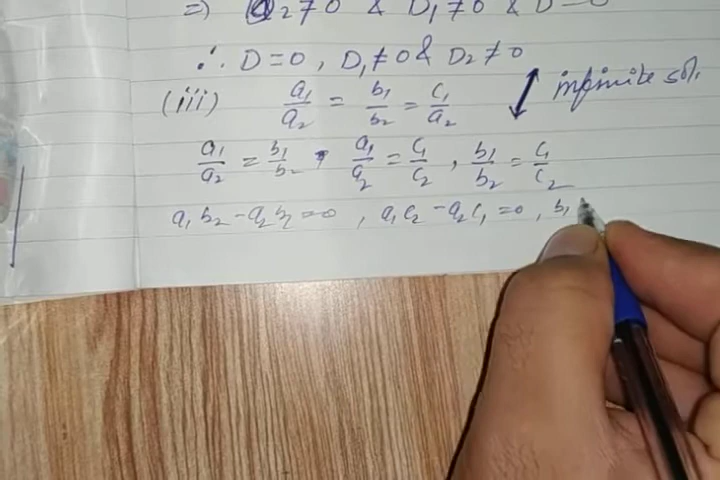 ⇒ D₂ ≠ 0 & D₁ ≠ 0 & D = 0
∴ D = 0, D₁ ≠ 0 & D₂ ≠ 0
(iii) a₁/a₂ = b₁/b₂ = c₁/a₂ infinite sol.
a₁/a₂ = b₁/b₂ , a₁/a₂ = c₁/c₂ , b₁/b₂ = c₁/c₂
a₁b₂ - a₂b₁ = 0 , a₁c₂ - a₂c₁ = 0 , b₁